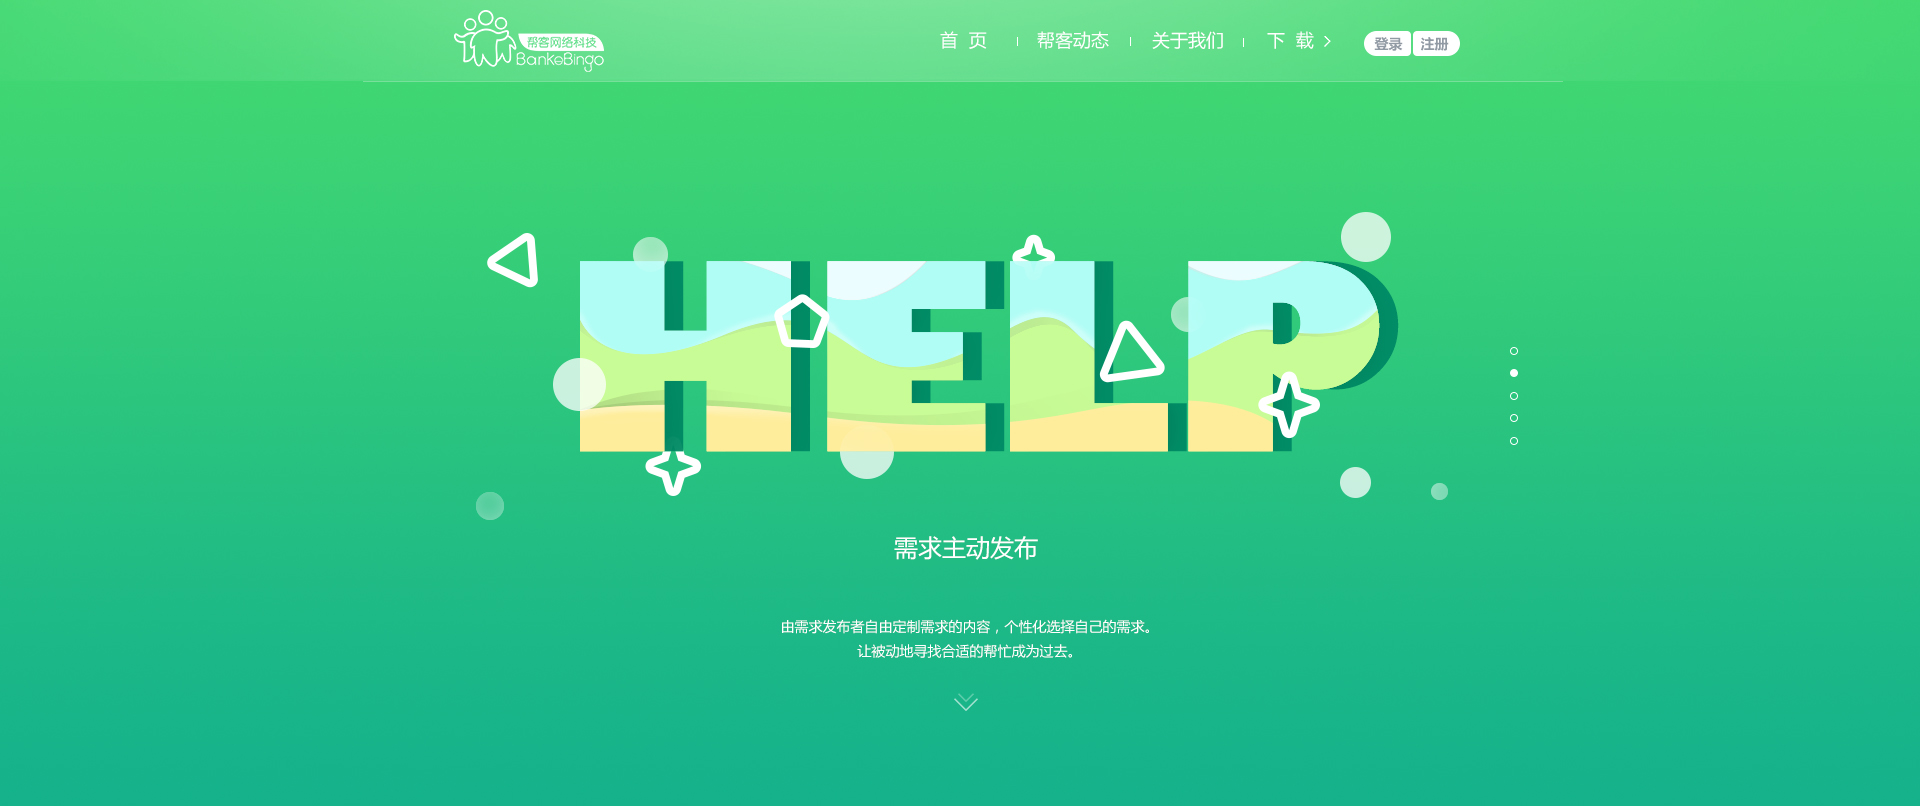 帮客网络科技
BankeBingo
首 页
帮客动态
关于我们
下 载
登录
注册
HELP
需求主动发布
由需求发布者自由定制需求的内容，个性化选择自己的需求。
让被动地寻找合适的帮忙成为过去。